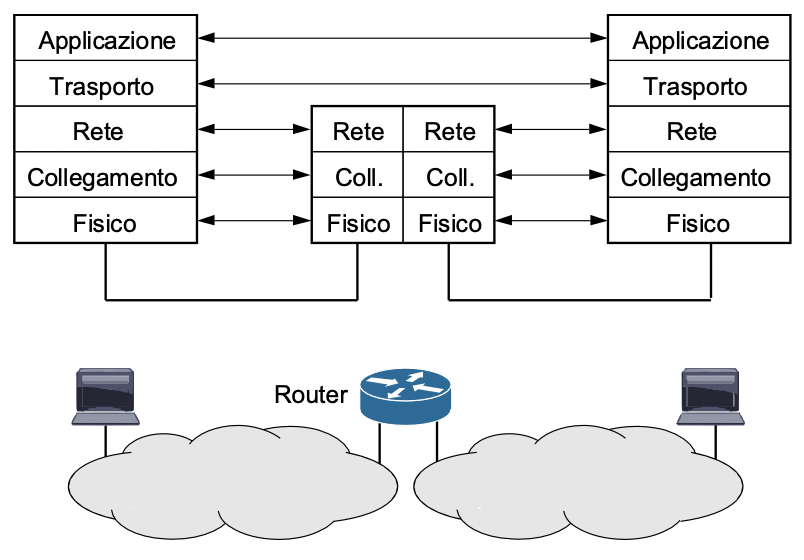 Applicazione
Applicazione
Trasporto
Trasporto
Rete
Rete
Rete
Rete
Collegamento
Coll.
Coll.
Collegamento
Fisico
Fisico
Fisico
Fisico
Router